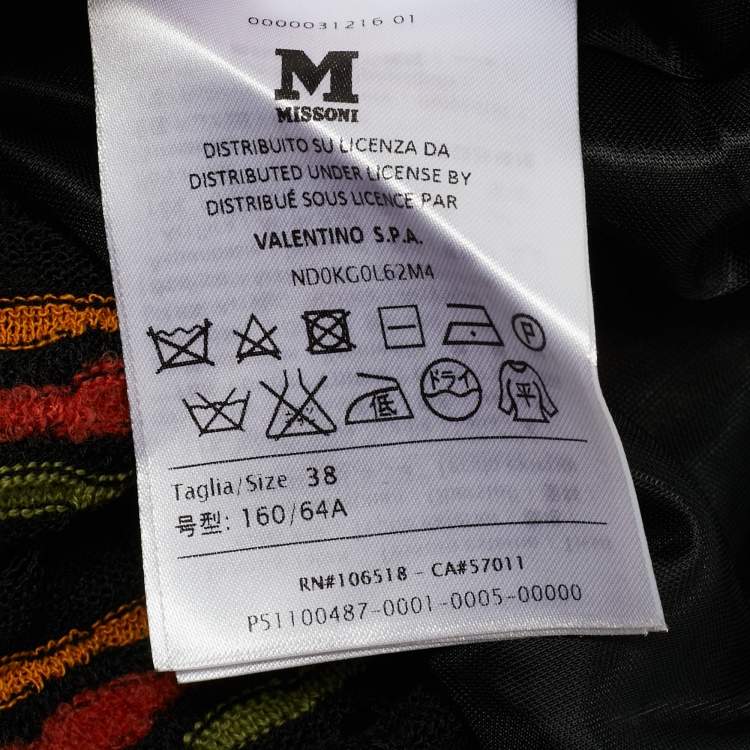 0000031216 01
M
MISSONI
DISTRIBUITO SU LICENZA DA
DISTRIBUTED UNDER LICENSE BY
DISTRIBUÉ SOUS LICENCE PAR
VALENTINO S.P.A.
ND0KG0L62M4
P
低 ドライ 平
Taglia/Size 38
号型: 160/64A
RN#106518 - CA#57011
P51100487-0001-0005-00000